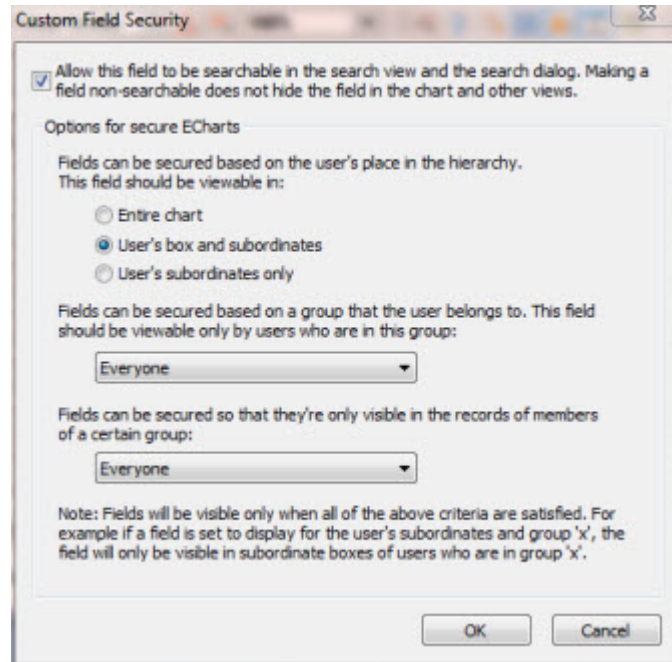 Custom Field Security
Allow this field to be searchable in the search view and the search dialog. Making a
field non-searchable does not hide the field in the chart and other views.
Options for secure ECharts
Fields can be secured based on the user's place in the hierarchy.
This field should be viewable in:
Entire chart
User's box and subordinates
User's subordinates only
Fields can be secured based on a group that the user belongs to. This field
should be viewable only by users who are in this group:
Everyone
Fields can be secured so that they're only visible in the records of members
of a certain group:
Everyone
Note: Fields will be visible only when all of the above criteria are satisfied. For
example if a field is set to display for the user's subordinates and group 'x', the
field will only be visible in subordinate boxes of users who are in group 'x'.
OK
Cancel